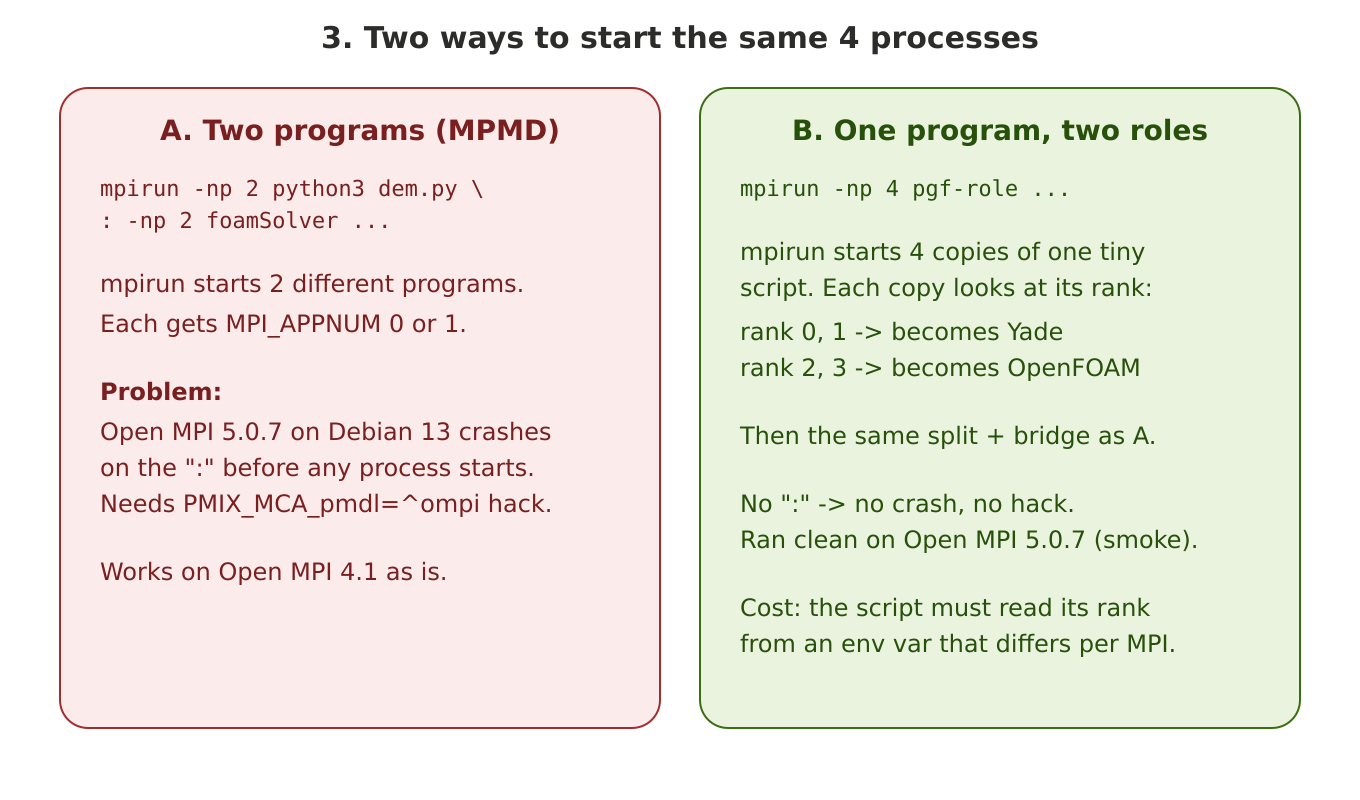 3. Two ways to start the same 4 processes
A. Two programs (MPMD)
mpirun -np 2 python3 dem.py \
: -np 2 foamSolver ...
mpirun starts 2 different programs.
Each gets MPI_APPNUM 0 or 1.
Problem:
Open MPI 5.0.7 on Debian 13 crashes
on the ":" before any process starts.
Needs PMIX_MCA_pmdl=^ompi hack.
Works on Open MPI 4.1 as is.
B. One program, two roles
mpirun -np 4 pgf-role ...
mpirun starts 4 copies of one tiny
script. Each copy looks at its rank:
rank 0, 1 -> becomes Yade
rank 2, 3 -> becomes OpenFOAM
Then the same split + bridge as A.
No ":" -> no crash, no hack.
Ran clean on Open MPI 5.0.7 (smoke).
Cost: the script must read its rank
from an env var that differs per MPI.